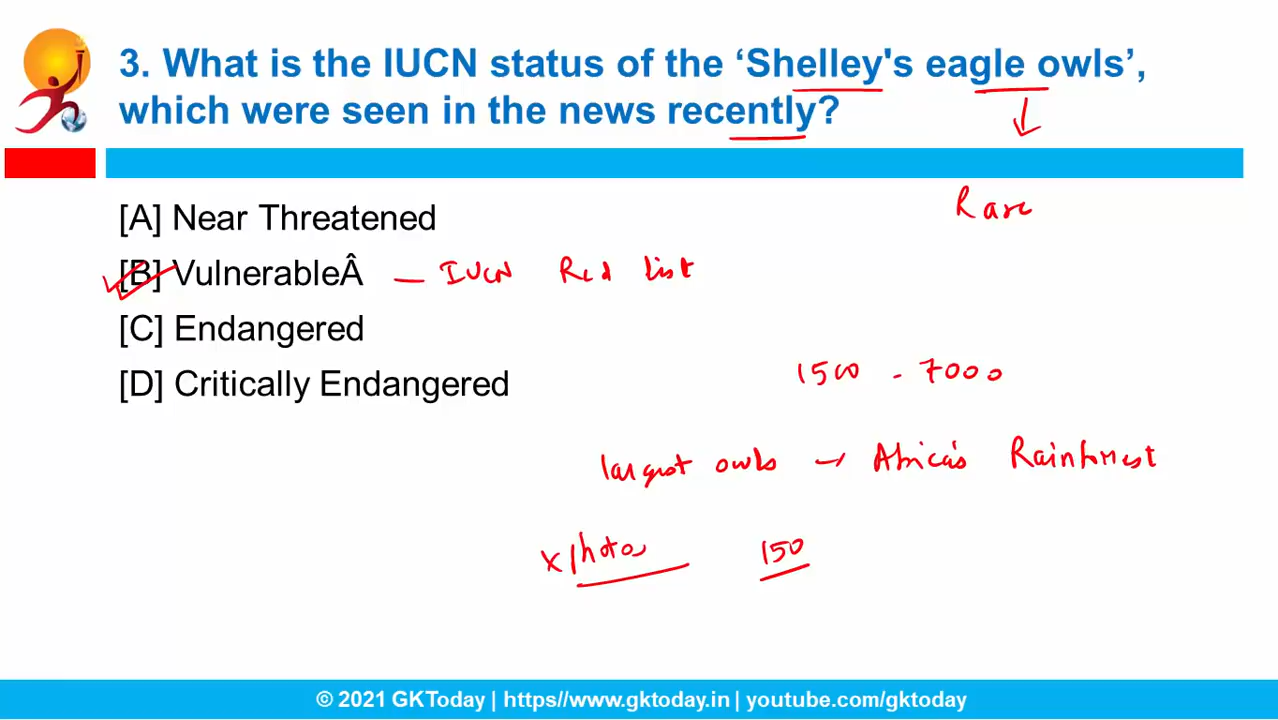 3. What is the IUCN status of the ‘Shelley's eagle owls’,
which were seen in the news recently?
Rare
[A] Near Threatened
[B] VulnerableÂ – IUCN Red list
[C] Endangered
[D] Critically Endangered
1500 - 7000
largest owls → Africa's Rainforest
x photos 150
© 2021 GKToday | https//www.gktoday.in | youtube.com/gktoday